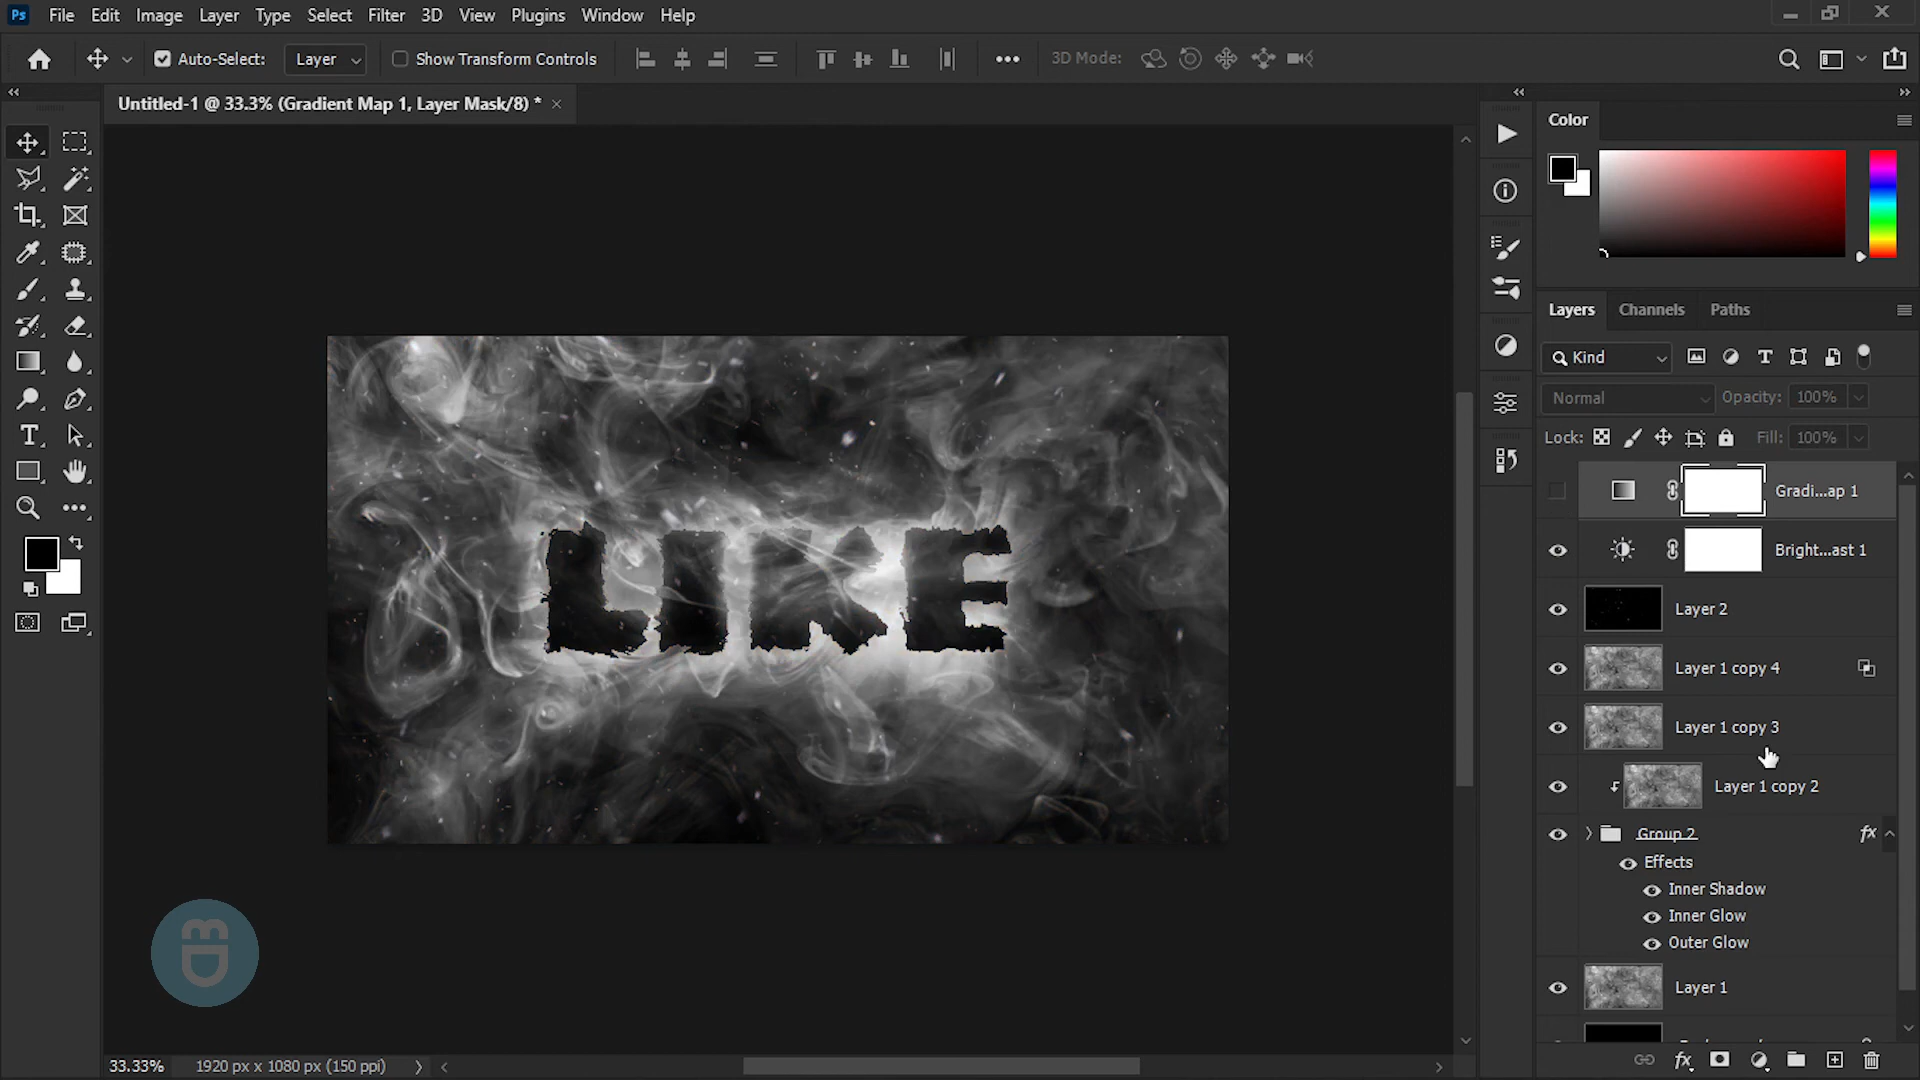 Ps File Edit Image Layer Type Select Filter 3D View Plugins Window Help
Auto-Select: Layer Show Transform Controls 3D Mode:
Untitled-1 @ 33.3% (Gradient Map 1, Layer Mask/8) *
Color
Layers Channels Paths
Kind
Normal Opacity: 100%
Lock: Fill: 100%
Gradi...ap 1
Bright...ast 1
Layer 2
Layer 1 copy 4
Layer 1 copy 3
Layer 1 copy 2
Group 2 fx
Effects
Inner Shadow
Inner Glow
Outer Glow
Layer 1
LIKE
33.33% 1920 px x 1080 px (150 ppi)